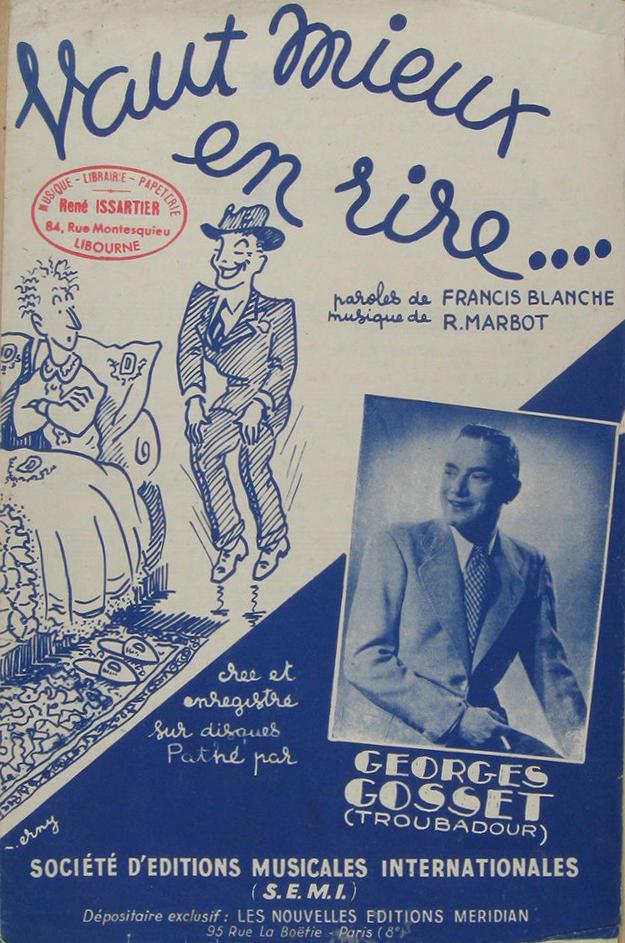 Vaut mieux
en rire....
MUSIQUE - LIBRAIRIE - PAPETERIE
René ISSARTIER
84, Rue Montesquieu
LIBOURNE
paroles de FRANCIS BLANCHE
musique de R. MARBOT
cree et
enregistré
sur disques
Pathé par
GEORGES
GOSSET
(TROUBADOUR)
SOCIÉTÉ D'EDITIONS MUSICALES INTERNATIONALES
(S.E.M.I.)
Dépositaire exclusif: LES NOUVELLES EDITIONS MERIDIAN
95 Rue La Boëtie - Paris (8e)